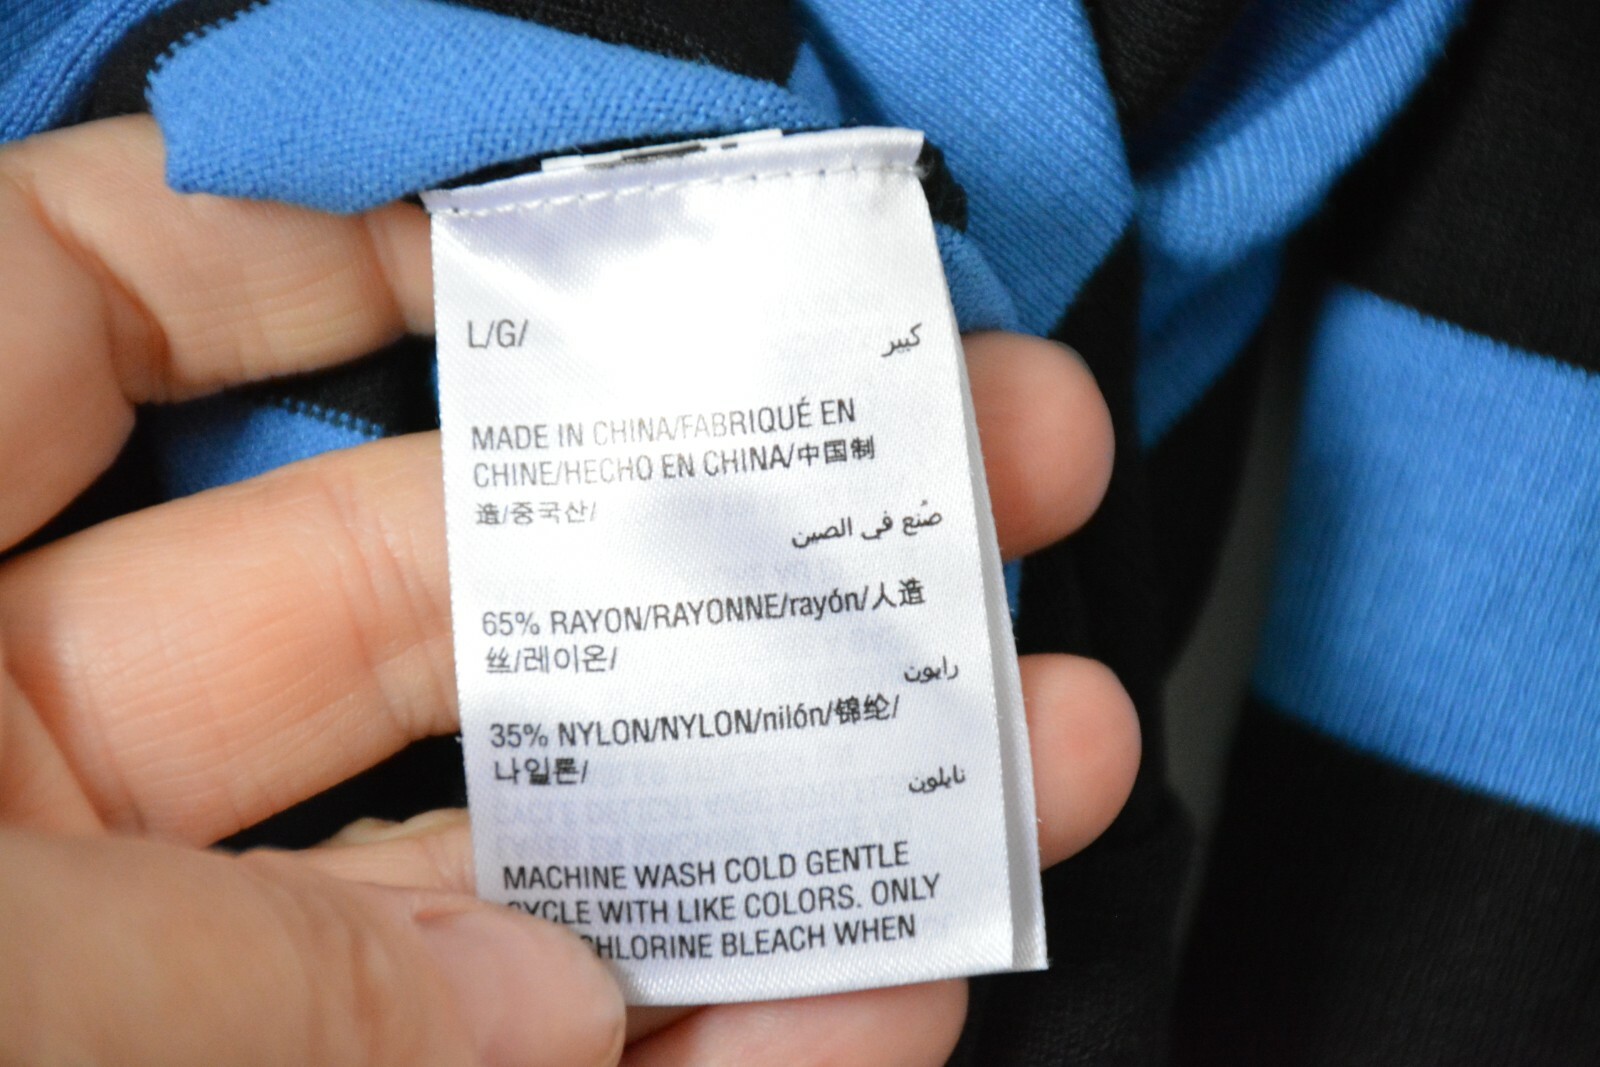 L/G/
كبير
MADE IN CHINA/FABRIQUÉ EN
CHINE/HECHO EN CHINA/中国制
造/중국산/
صُنع في الصين
65% RAYON/RAYONNE/rayón/人造
丝/레이온/
رايون
35% NYLON/NYLON/nilón/锦纶/
나일론/
نايلون
MACHINE WASH COLD GENTLE
CYCLE WITH LIKE COLORS. ONLY
CHLORINE BLEACH WHEN